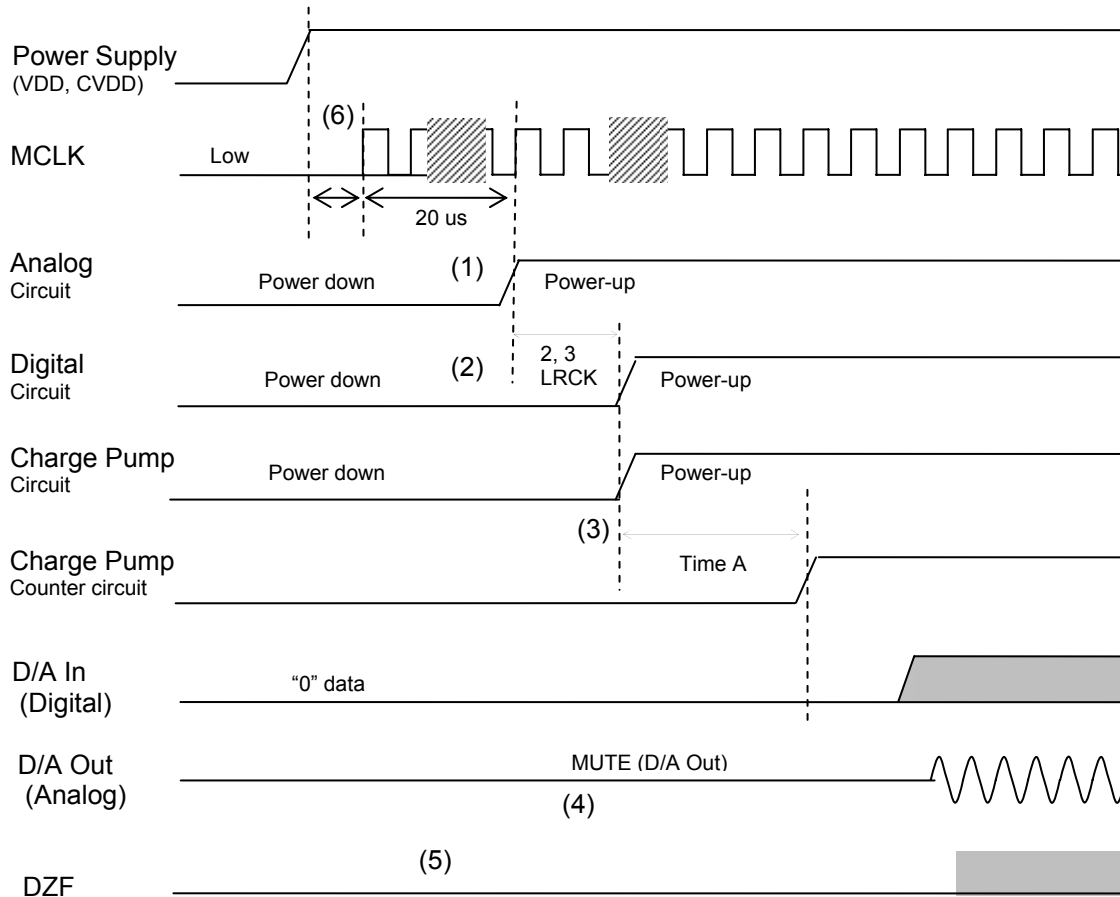 Power Supply
(VDD, CVDD)
(6)
MCLK
Low
20 us
Analog
Circuit
Power down
(1)
Power-up
Digital
Circuit
Power down
(2)
2, 3
LRCK
Power-up
Charge Pump
Circuit
Power down
Power-up
(3)
Charge Pump
Counter circuit
Time A
D/A In
(Digital)
“0” data
D/A Out
(Analog)
MUTE (D/A Out)
(4)
(5)
DZF